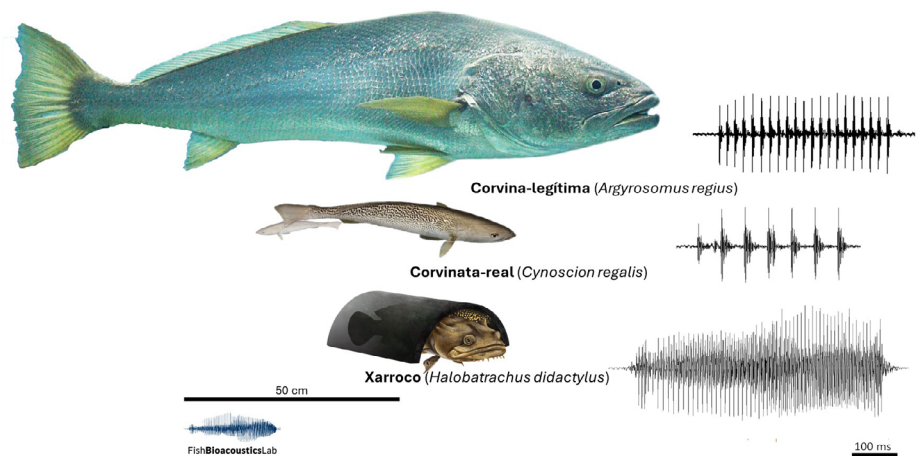 Corvina-legítima (Argyrosomus regius)
Corvinata-real (Cynoscion regalis)
Xarroco (Halobatrachus didactylus)
50 cm
FishBioacousticsLab
100 ms